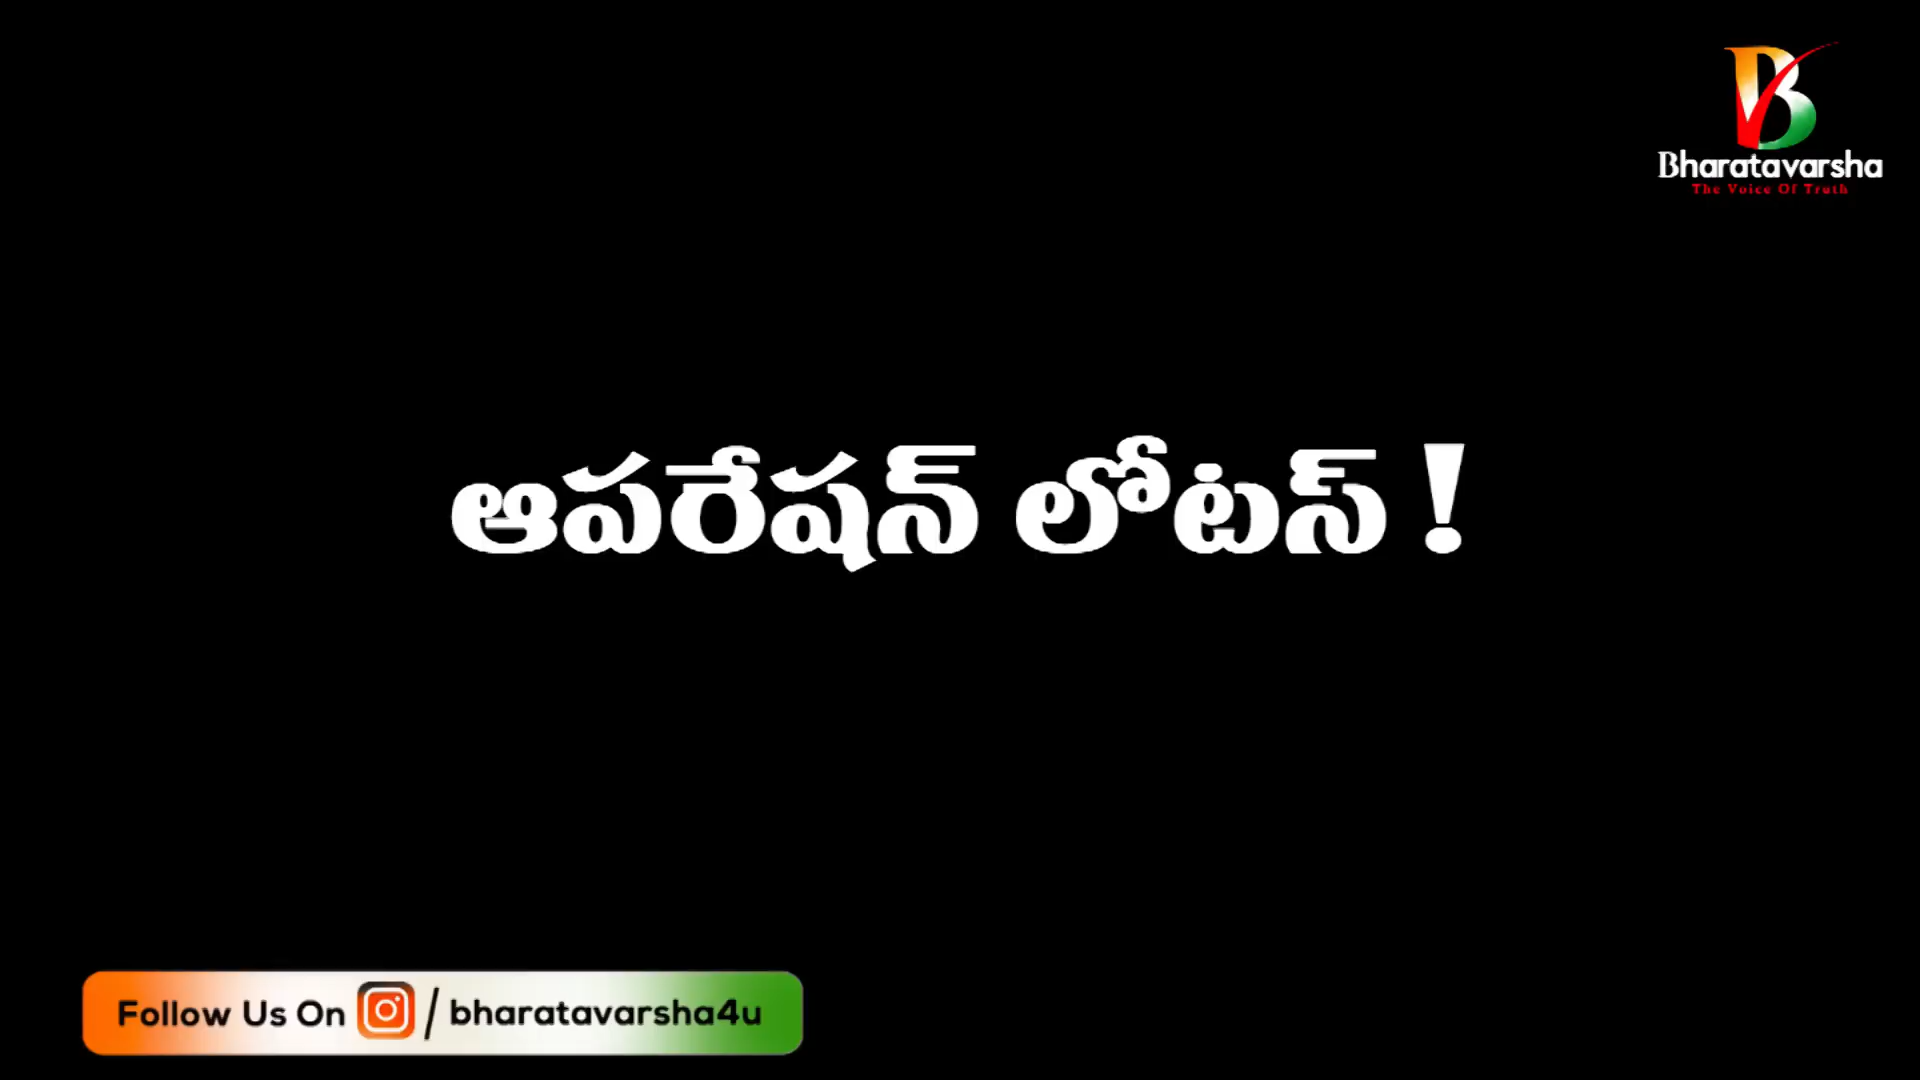 Bharatavarsha
The Voice Of Truth
ఆపరేషన్ లోటస్ !
Follow Us On / bharatavarsha4u